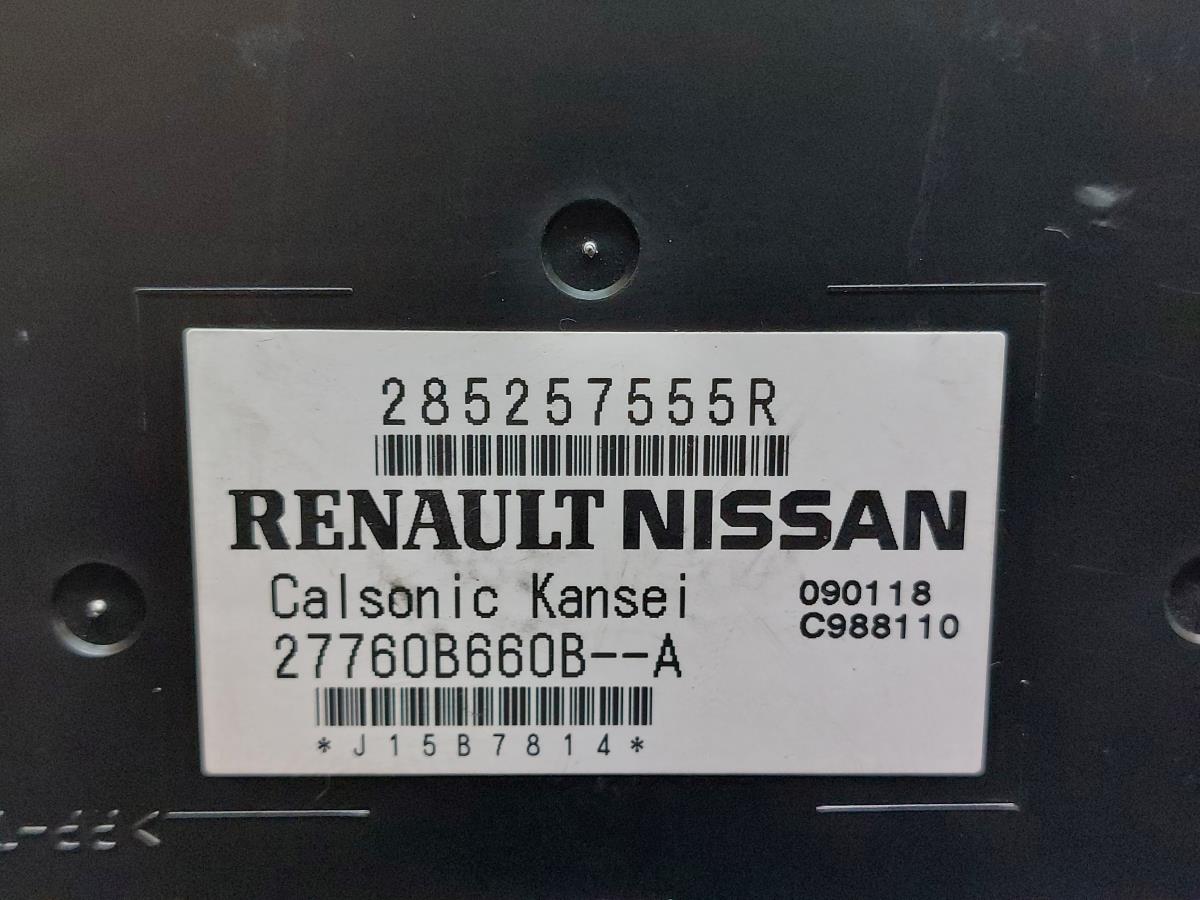 285257555R
RENAULT NISSAN
Calsonic Kansei
090118
C988110
27760B660B--A
*J15B7814*